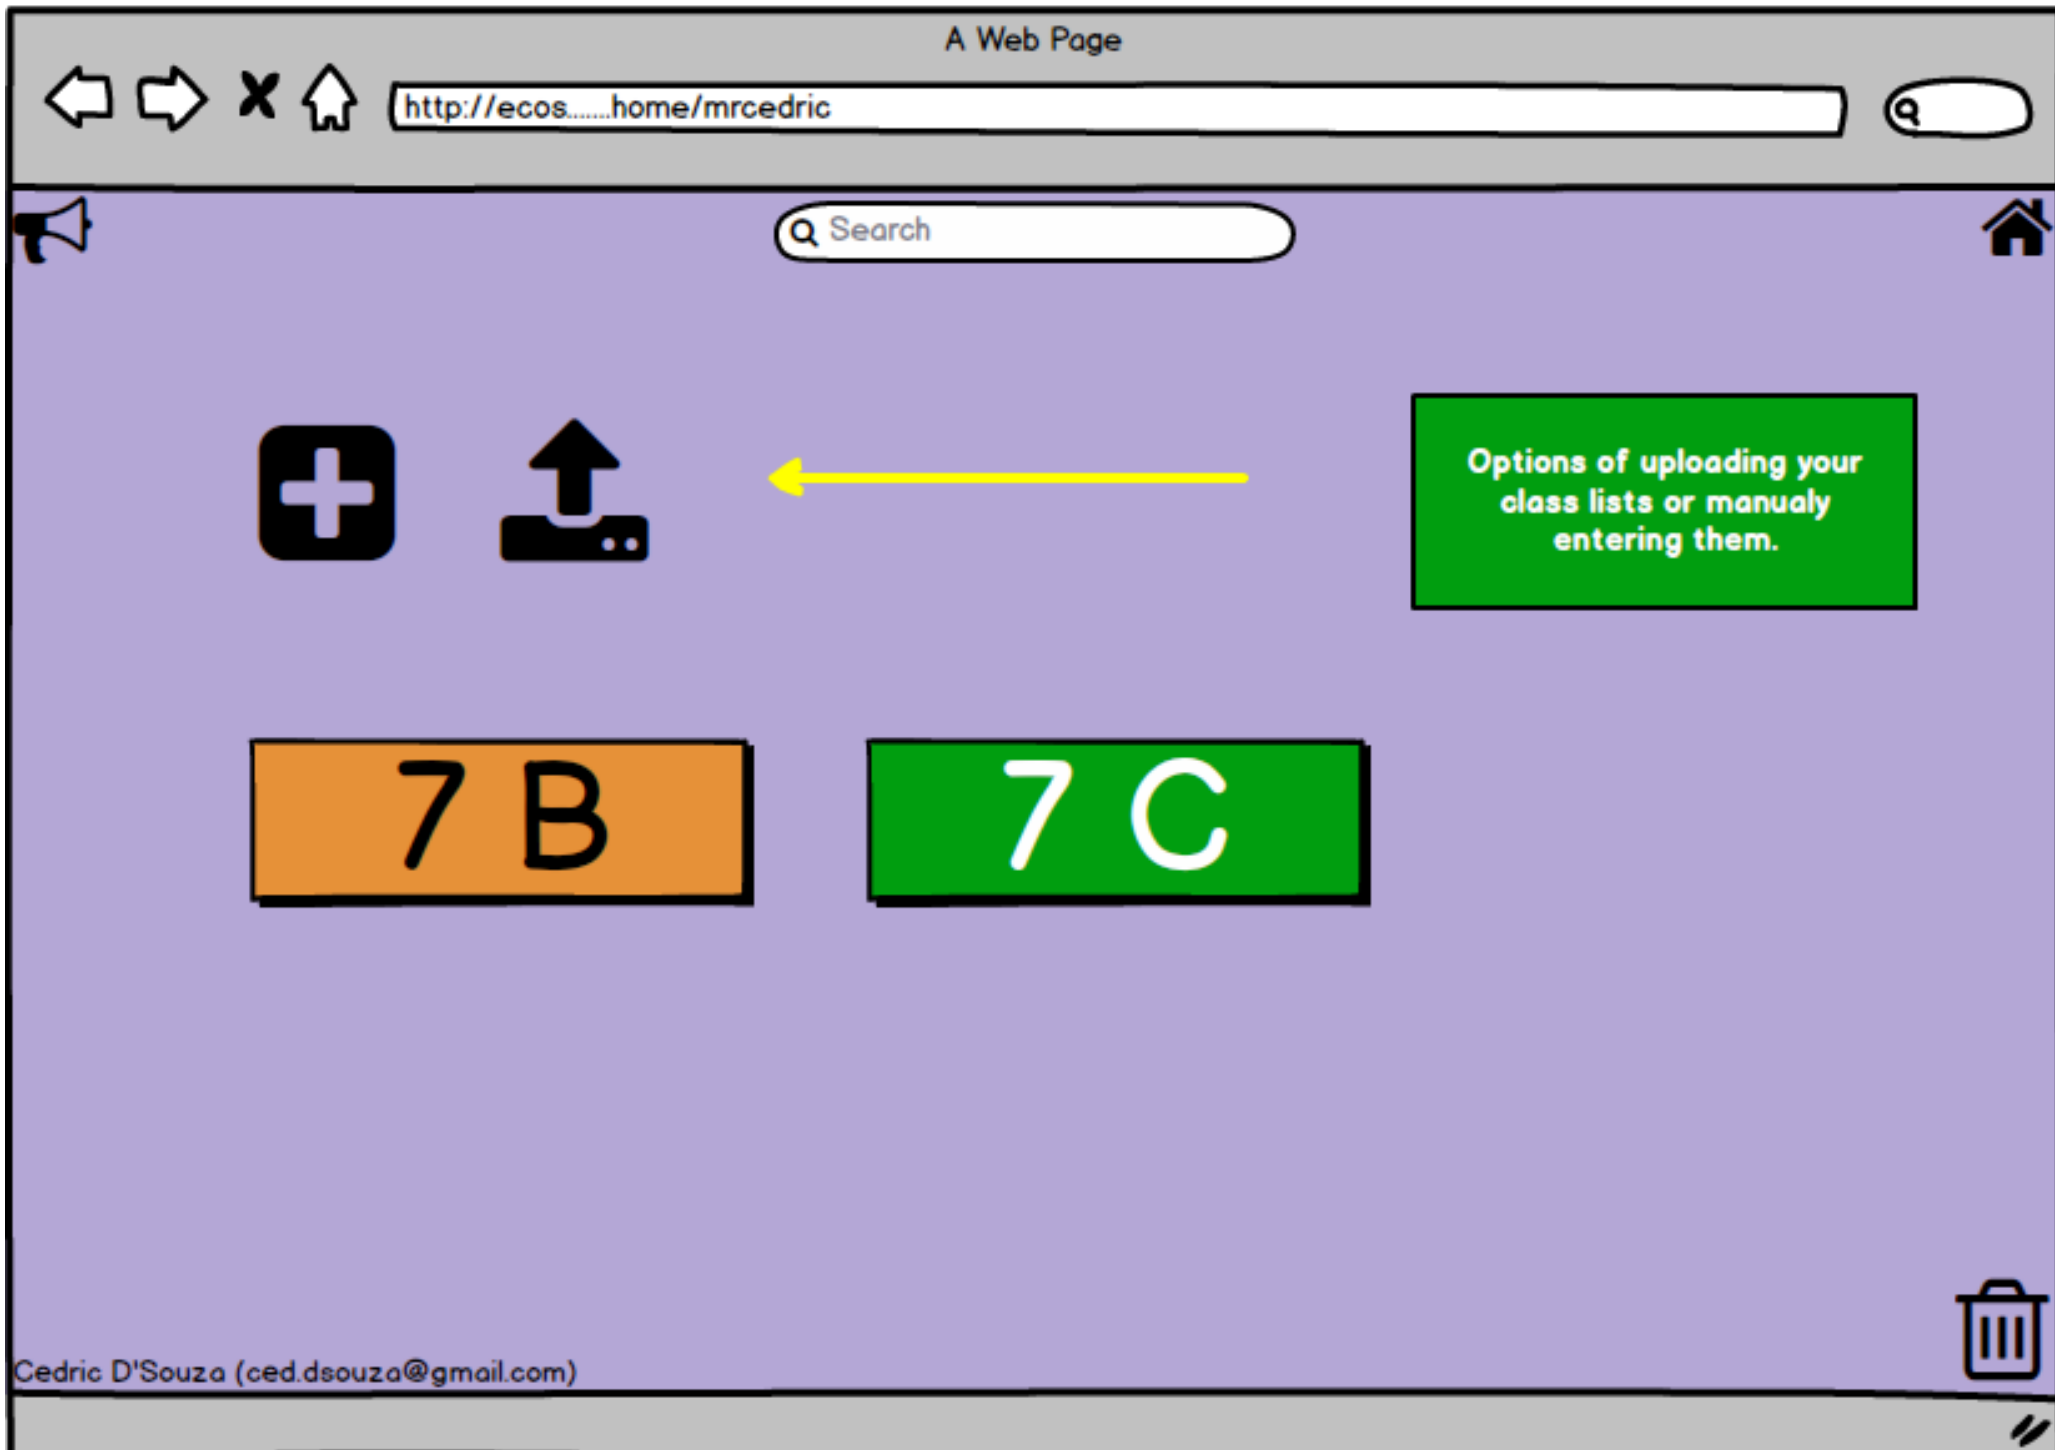 A Web Page
http://ecos.......home/mrcedric
Search
Options of uploading your
class lists or manualy
entering them.
7 B
7 C
Cedric D'Souza (ced.dsouza@gmail.com)